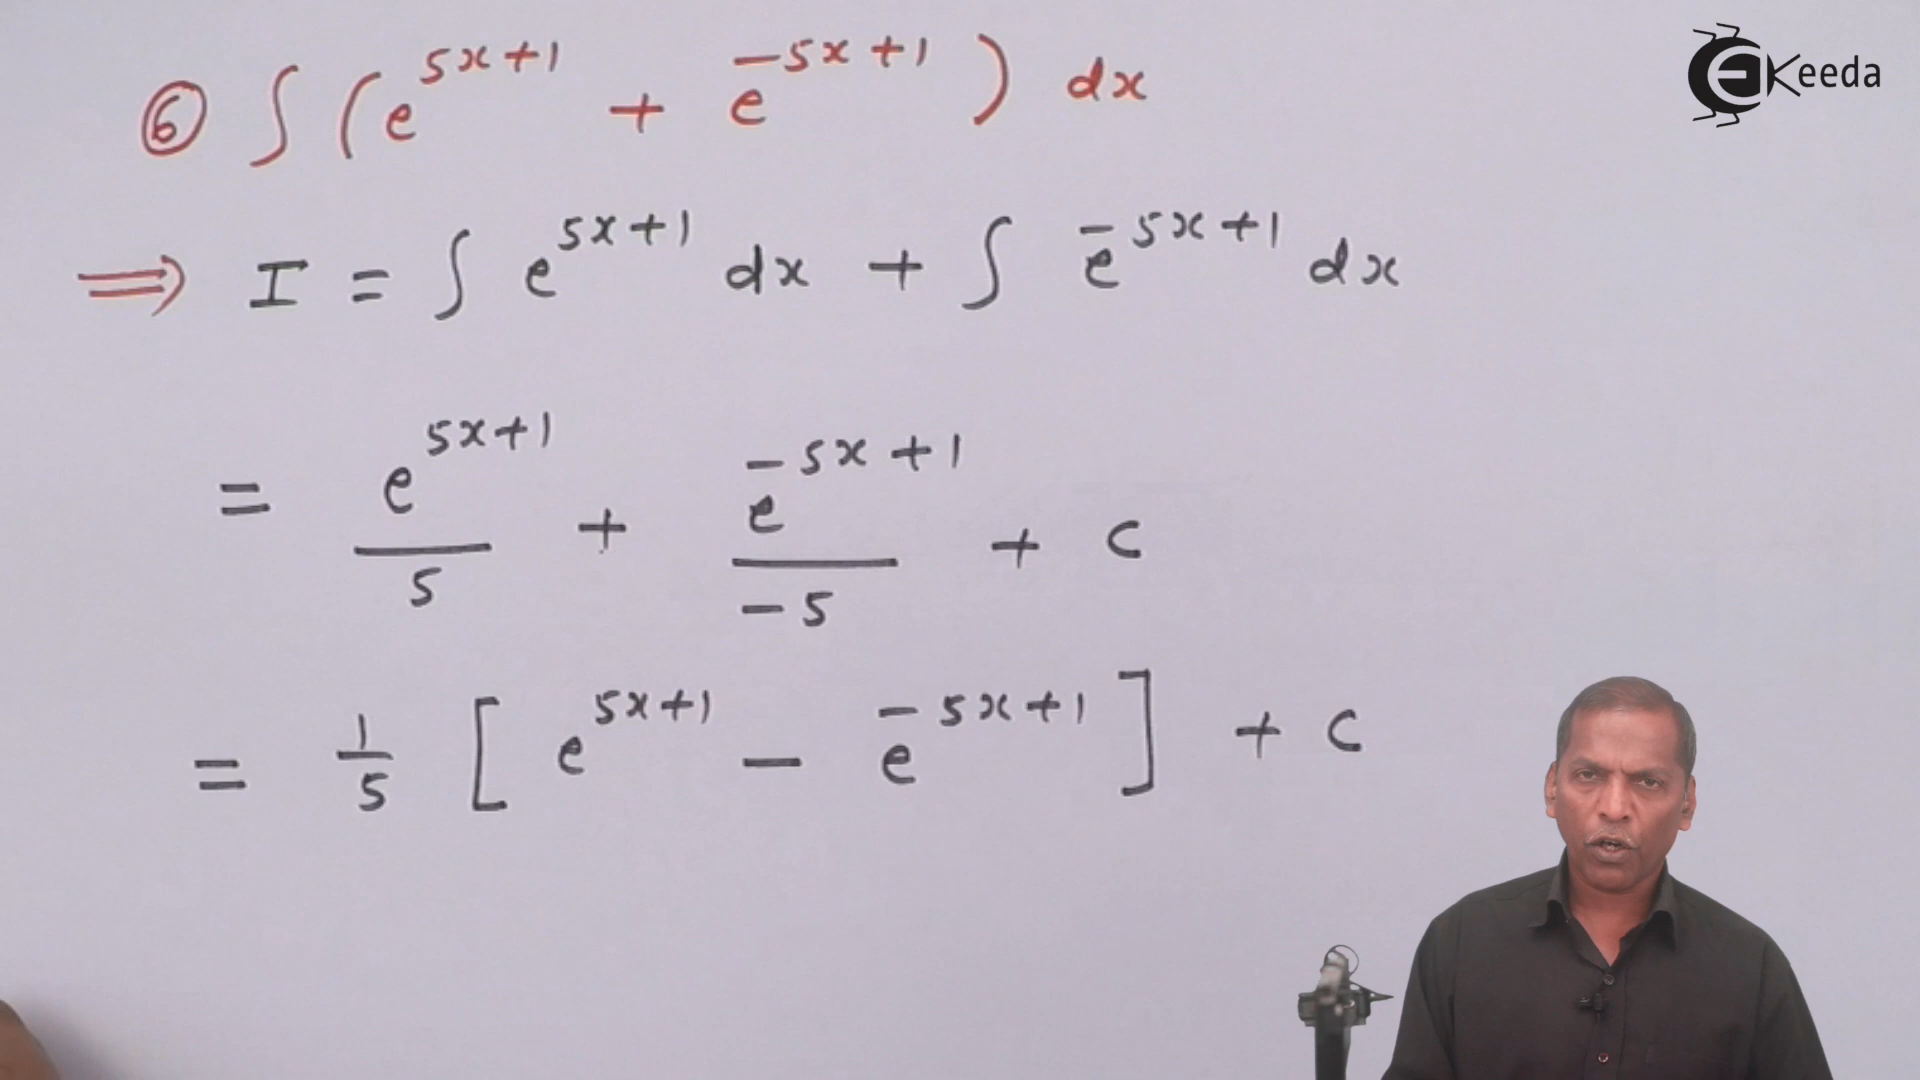 EKeeda
⑥ ∫ (e^{5x+1} + e^{-5x+1}) dx
⟹ I = ∫ e^{5x+1} dx + ∫ e^{-5x+1} dx
= e^{5x+1}/5 + e^{-5x+1}/-5 + c
= 1/5 [e^{5x+1} - e^{-5x+1}] + c